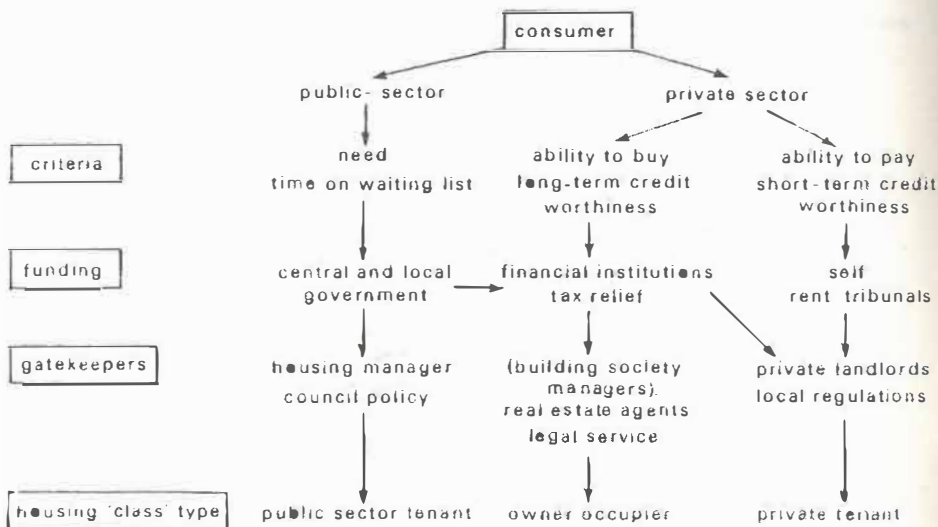 consumer
public- sector
private sector
criteria
need
time on waiting list
ability to buy
long-term credit
worthiness
ability to pay
short-term credit
worthiness
funding
central and local
government
financial institutions
tax relief
self
rent tribunals
gatekeepers
housing manager
council policy
(building society
managers)
real estate agents
legal service
private landlords
local regulations
housing 'class' type
public sector tenant
owner occupier
private tenant